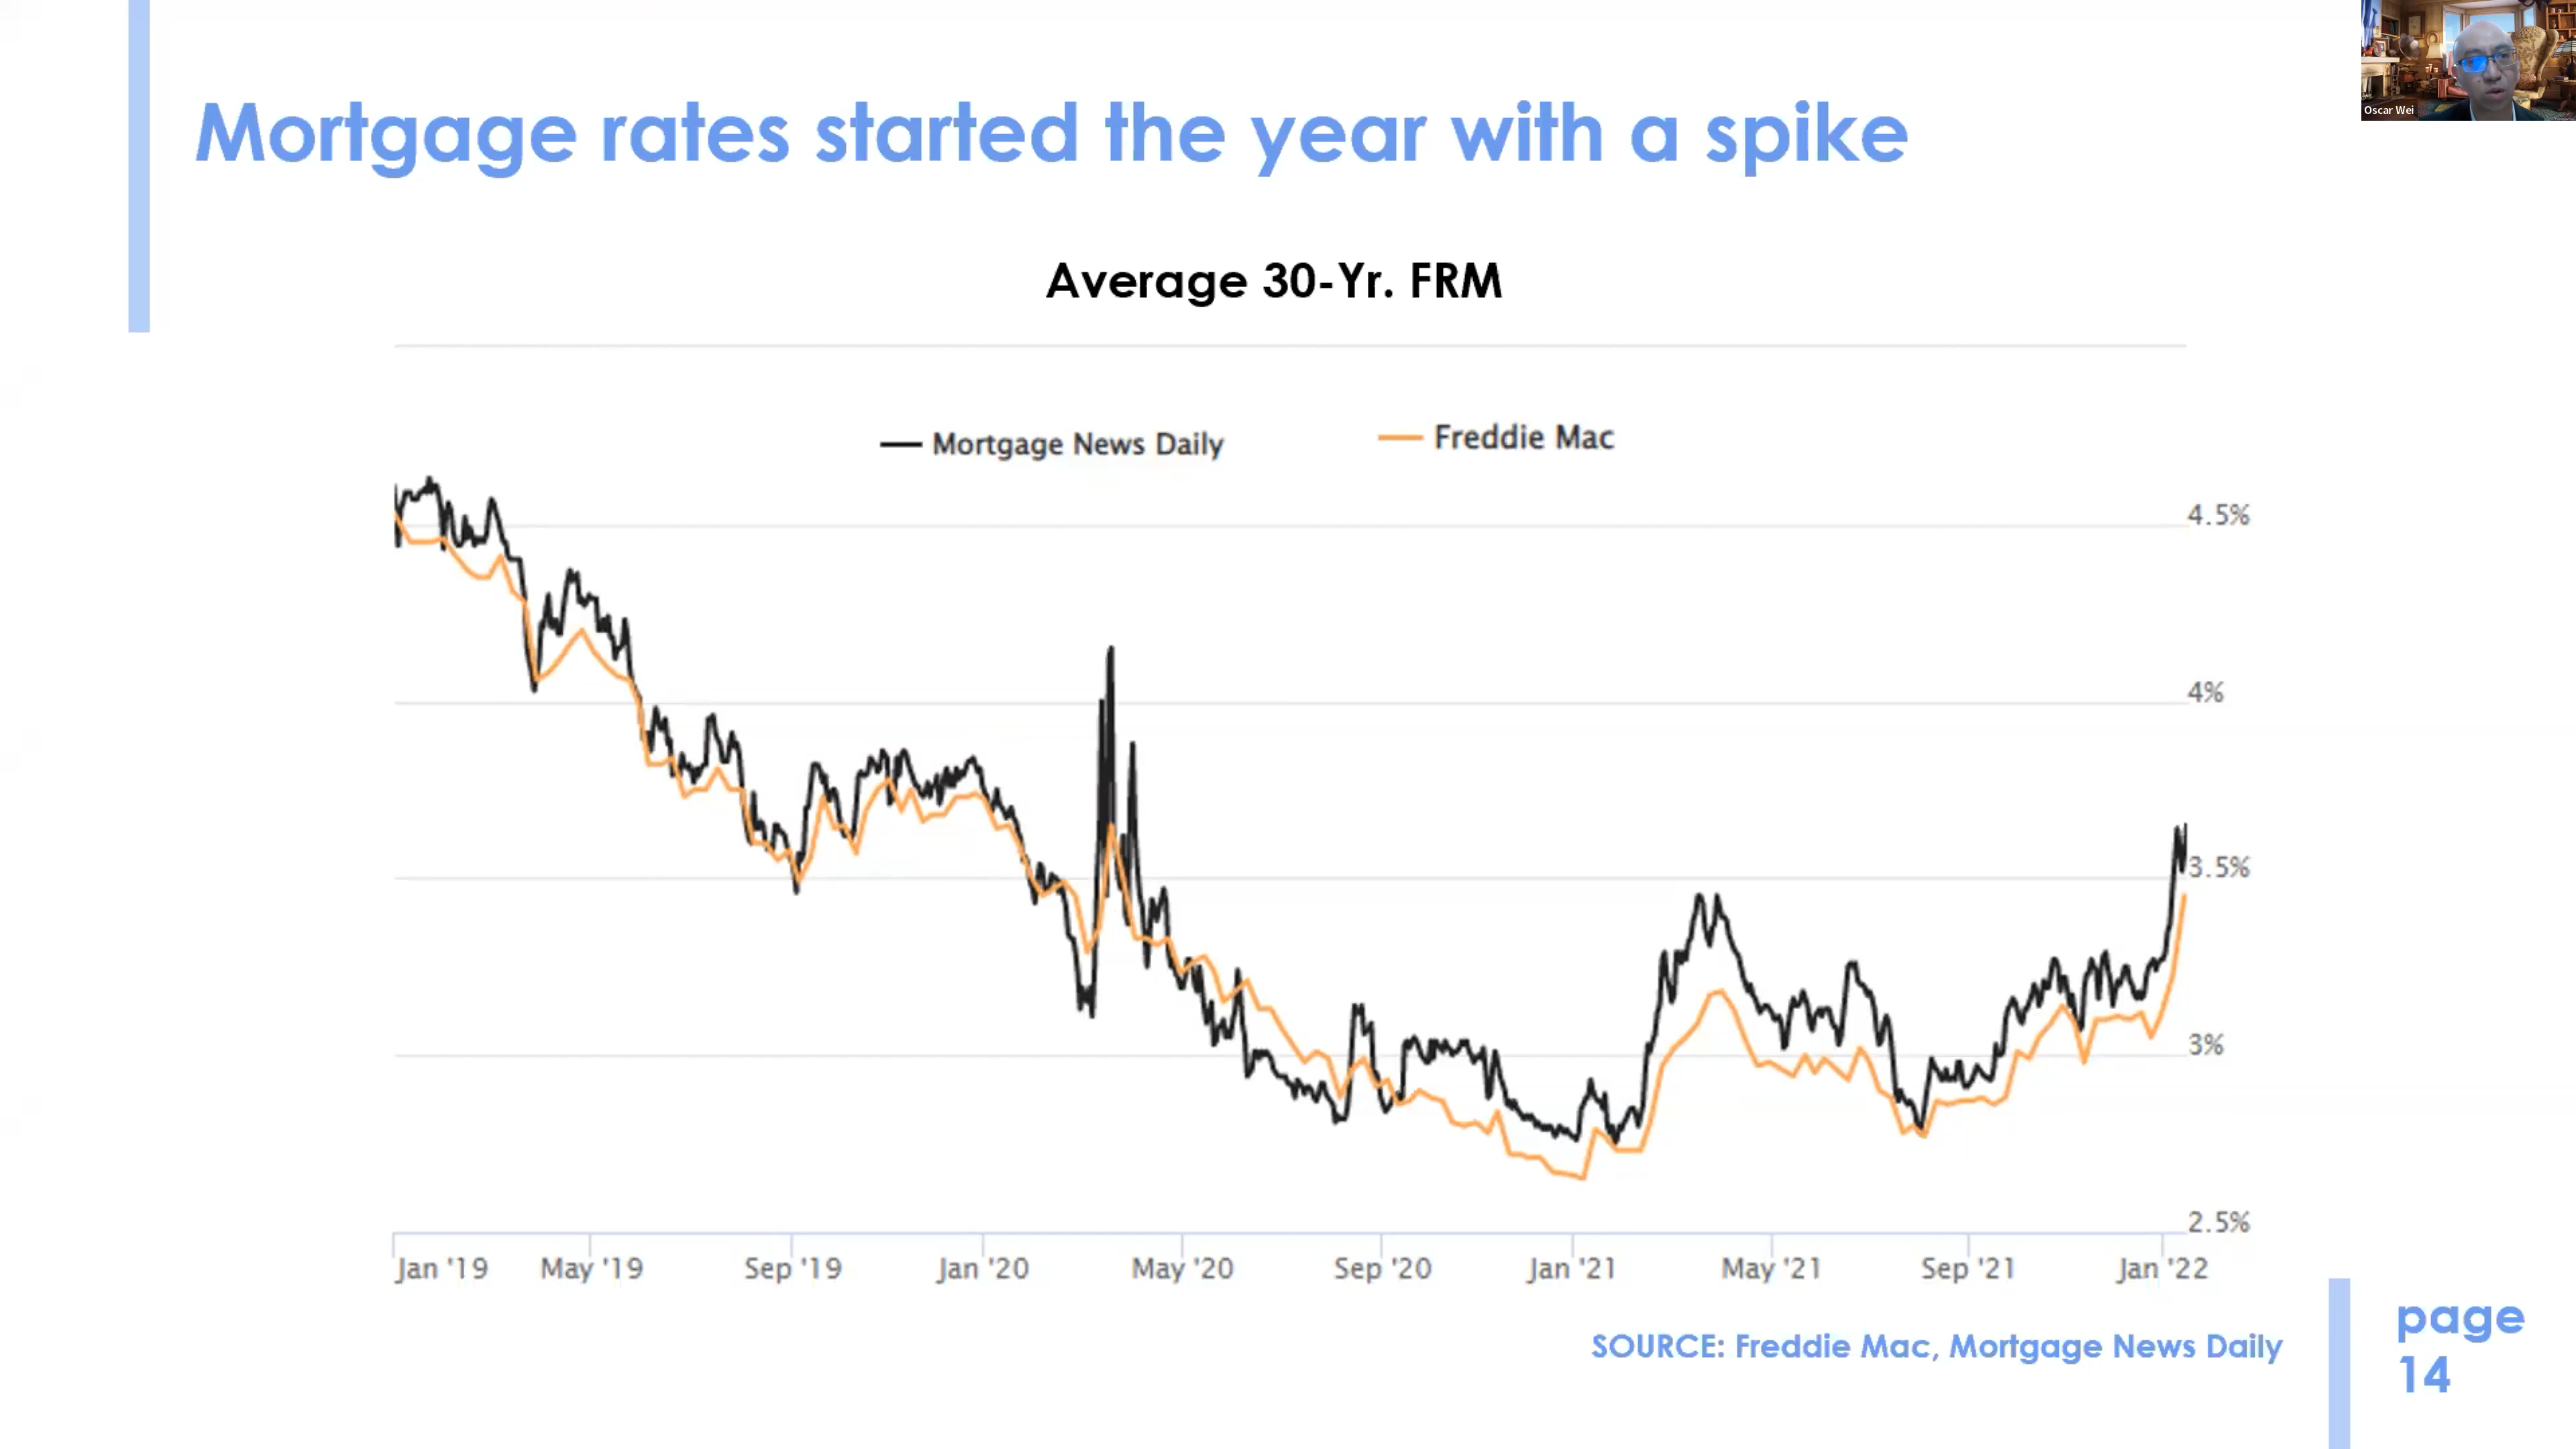 Oscar Wei
Mortgage rates started the year with a spike
Average 30-Yr. FRM
Mortgage News Daily
Freddie Mac
4.5%
4%
3.5%
3%
2.5%
Jan '19
May '19
Sep '19
Jan '20
May '20
Sep '20
Jan '21
May '21
Sep '21
Jan '22
SOURCE: Freddie Mac, Mortgage News Daily
page
14